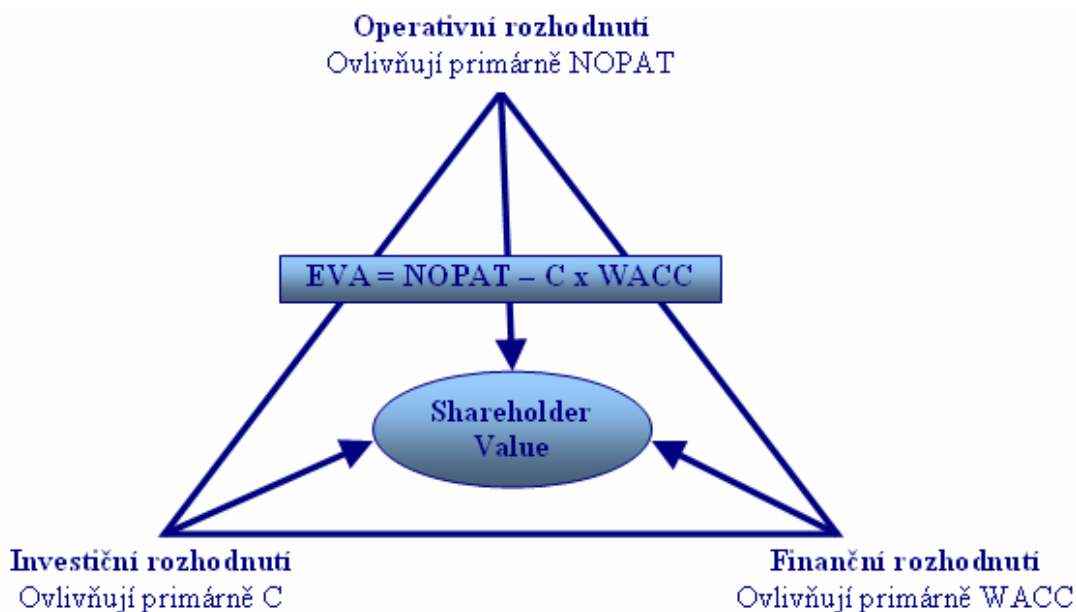 Operativní rozhodnutí
Ovlivňují primárně NOPAT
EVA = NOPAT – C x WACC
Shareholder
Value
Investiční rozhodnutí
Ovlivňují primárně C
Finanční rozhodnutí
Ovlivňují primárně WACC